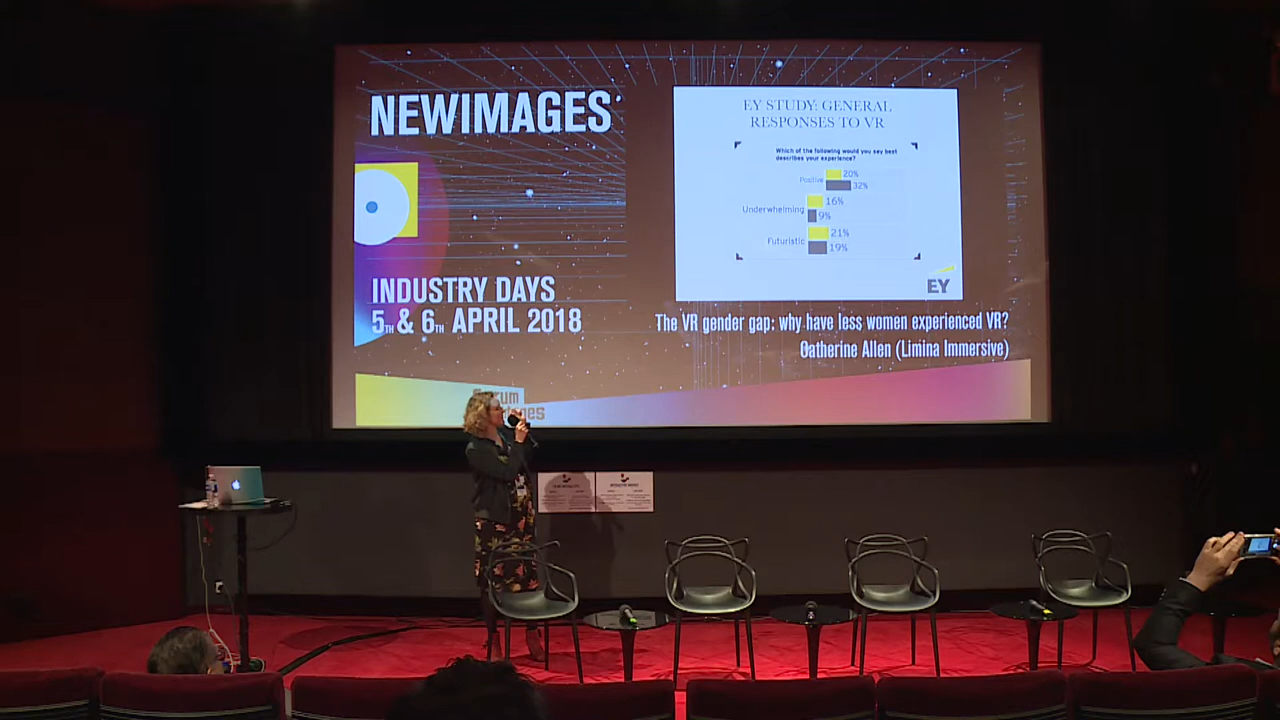 NEWIMAGES
INDUSTRY DAYS
5TH & 6TH APRIL 2018
EY STUDY: GENERAL
RESPONSES TO VR
Which of the following would you say best
describes your experience?
Positive
20%
32%
Underwhelming
16%
9%
Futuristic
21%
19%
EY
The VR gender gap: why have less women experienced VR?
Catherine Allen (Limina Immersive)